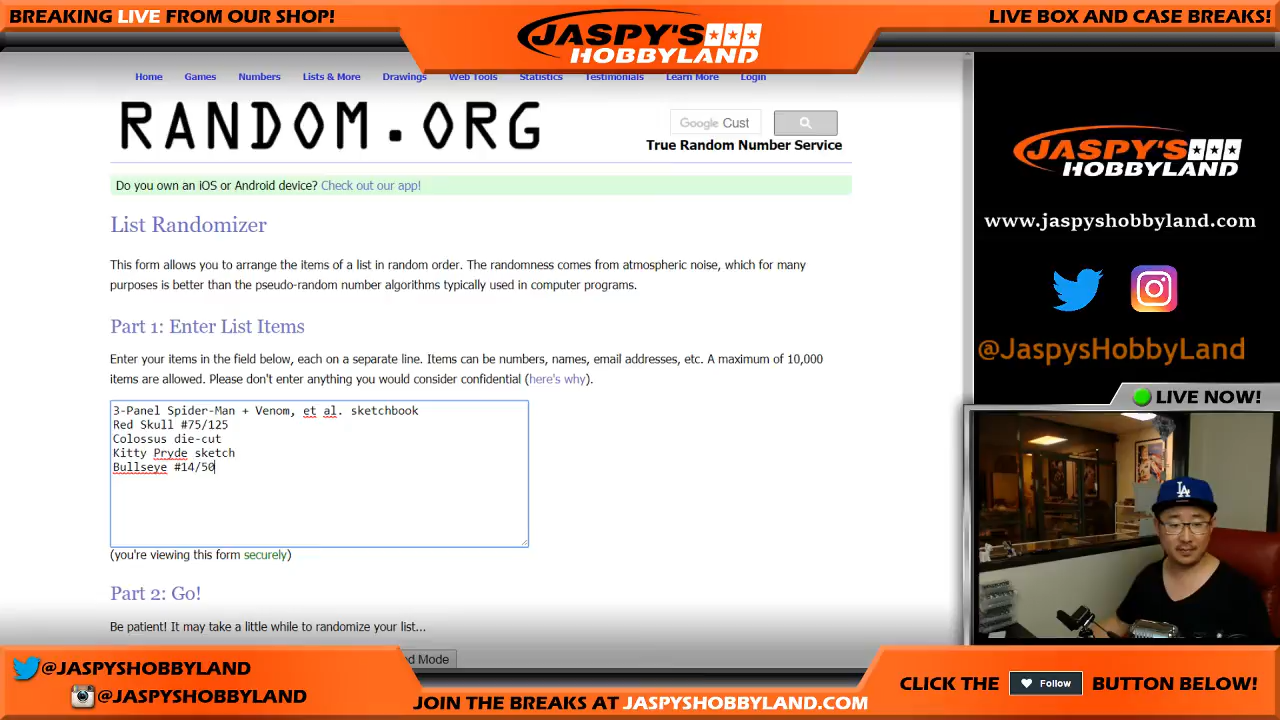 BREAKING LIVE FROM OUR SHOP!
JASPY'S
HOBBYLAND
LIVE BOX AND CASE BREAKS!
Home Games Numbers Lists & More Drawings Web Tools Statistics Testimonials Learn More Login
RANDOM.ORG
Google Cust
True Random Number Service
Do you own an iOS or Android device? Check out our app!
List Randomizer
This form allows you to arrange the items of a list in random order. The randomness comes from atmospheric noise, which for many
purposes is better than the pseudo-random number algorithms typically used in computer programs.
Part 1: Enter List Items
Enter your items in the field below, each on a separate line. Items can be numbers, names, email addresses, etc. A maximum of 10,000
items are allowed. Please don't enter anything you would consider confidential (here's why).
3-Panel Spider-Man + Venom, et al. sketchbook
Red Skull #75/125
Colossus die-cut
Kitty Pryde sketch
Bullseye #14/50
(you're viewing this form securely)
Part 2: Go!
Be patient! It may take a little while to randomize your list...
d Mode
JASPY'S
HOBBYLAND
www.jaspyshobbyland.com
@JaspysHobbyLand
LIVE NOW!
LA
@JASPYSHOBBYLAND
@JASPYSHOBBYLAND
JOIN THE BREAKS AT JASPYSHOBBYLAND.COM
CLICK THE Follow BUTTON BELOW!